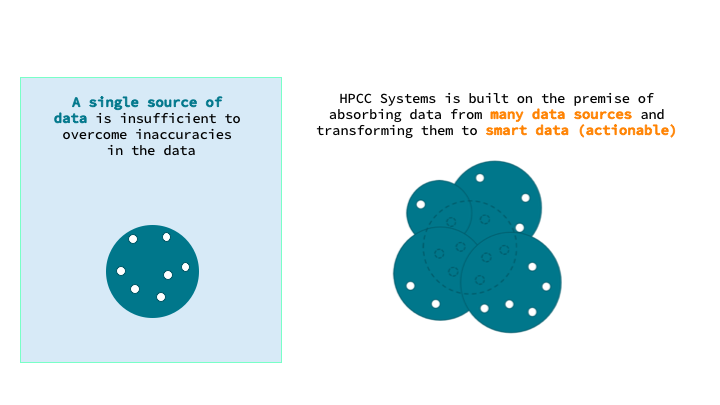 A single source of
data is insufficient to
overcome inaccuracies
in the data
HPCC Systems is built on the premise of
absorbing data from many data sources and
transforming them to smart data (actionable)